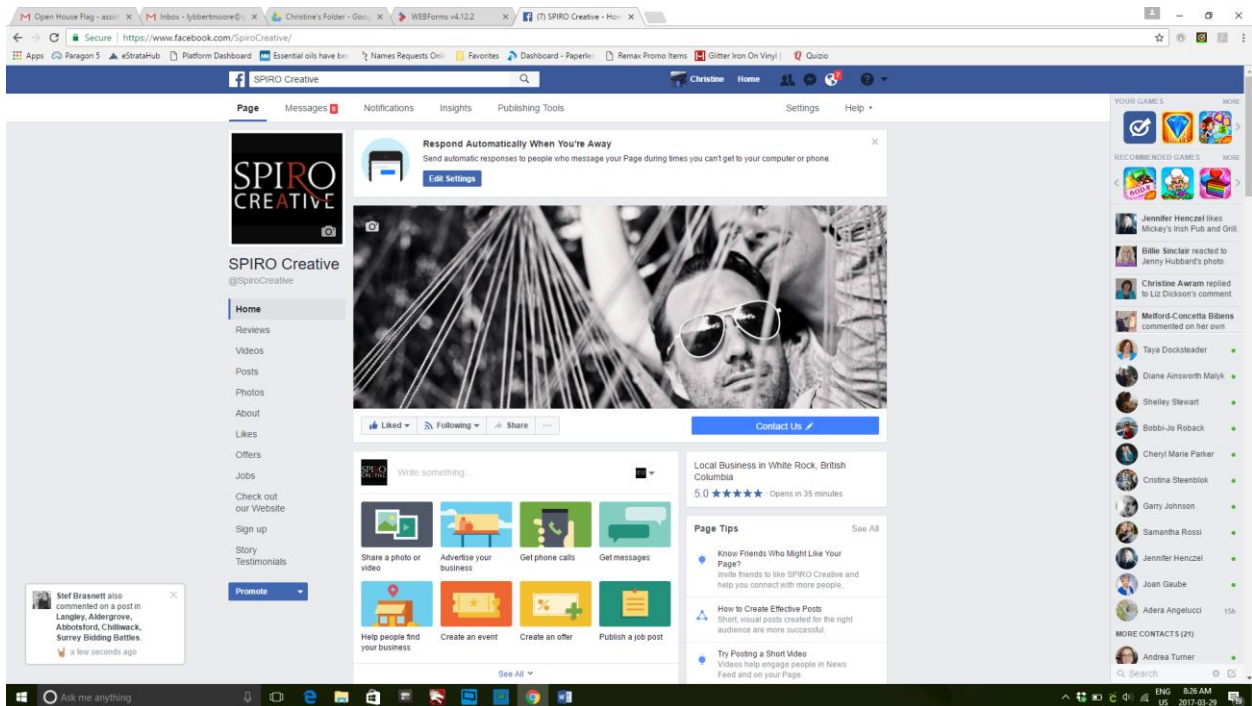 Open House Flag - assist
Inbox - lybbertmoore@
Christine's Folder - Goog
WEBForms v4.12.2
(7) SPIRO Creative - Hom
Secure | https://www.facebook.com/SpiroCreative/
Apps Paragon 5 eStrataHub Platform Dashboard Essential oils have be Names Requests Onli Favorites Dashboard - Paperles Remax Promo Items Glitter Iron On Vinyl | Quizio
SPIRO Creative
Christine Home
Page Messages 8 Notifications Insights Publishing Tools Settings Help
Respond Automatically When You're Away
Send automatic responses to people who message your Page during times you can't get to your computer or phone.
Edit Settings
SPIRO
CREATIVE
SPIRO Creative
@SpiroCreative
Home
Reviews
Videos
Posts
Photos
About
Likes
Offers
Jobs
Check out
our Website
Sign up
Story
Testimonials
Promote
Liked Following Share ...
Contact Us
SPIRO
CREATIVE
Write something...
Share a photo or
video
Advertise your
business
Get phone calls
Get messages
Help people find
your business
Create an event
Create an offer
Publish a job post
See All
Local Business in White Rock, British
Columbia
5.0 ★★★★★ · Opens in 35 minutes
Page Tips See All
Know Friends Who Might Like Your
Page?
Invite friends to like SPIRO Creative and
help you connect with more people.
How to Create Effective Posts
Short, visual posts created for the right
audience are more successful.
Try Posting a Short Video
Videos help engage people in News
Feed and on your Page.
YOUR GAMES MORE
RECOMMENDED GAMES MORE
Jennifer Henczel likes
Mickey's Irish Pub and Grill.
Billie Sinclair reacted to
Jenny Hubbard's photo.
Christine Awram replied
to Liz Dickson's comment.
Melford-Concetta Bibens
commented on her own
Taya Docksteader
Diane Ainsworth Malyk
Shelley Stewart
Bobbi-Jo Roback
Cheryl Marie Parker
Cristina Steenblok
Garry Johnson
Samantha Rossi
Jennifer Henczel
Joan Gaube
Adera Angelucci 15h
MORE CONTACTS (21)
Andrea Turner
Search
Stef Brasnett also
commented on a post in
Langley, Aldergrove,
Abbotsford, Chilliwack,
Surrey Bidding Battles.
a few seconds ago
Ask me anything
ENG 8:26 AM
US 2017-03-29